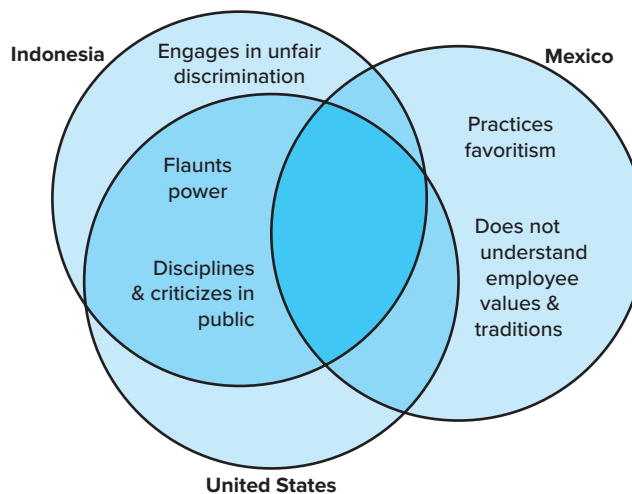 Indonesia
Engages in unfair
discrimination
Mexico
Practices
favoritism
Flaunts
power
Does not
understand
employee
values &
traditions
Disciplines
& criticizes in
public
United States